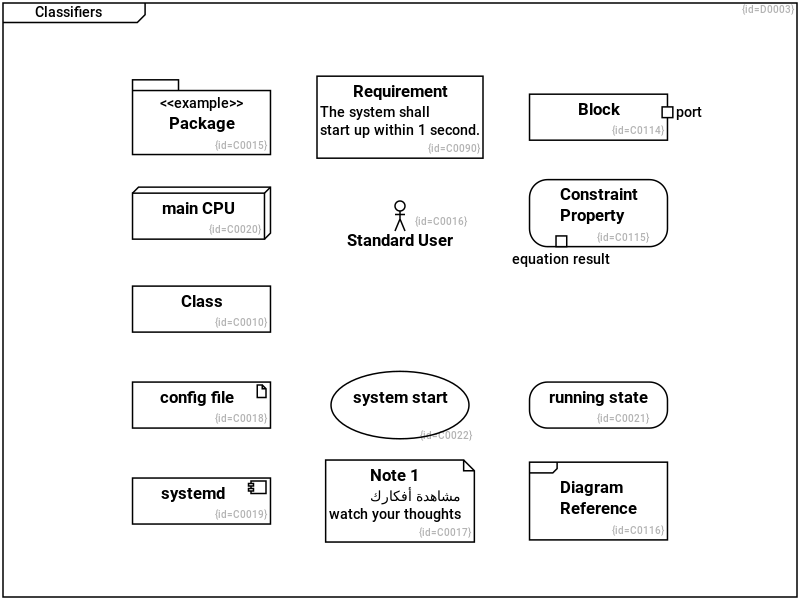 Classifiers
{id=D0003}
<<example>>
Package
{id=C0015}
Requirement
The system shall
start up within 1 second.
{id=C0090}
Block
port
{id=C0114}
main CPU
{id=C0020}
{id=C0016}
Standard User
Constraint
Property
{id=C0115}
equation result
Class
{id=C0010}
config file
{id=C0018}
system start
{id=C0022}
running state
{id=C0021}
systemd
{id=C0019}
Note 1
مشاهدة أفكارك
watch your thoughts
{id=C0017}
Diagram
Reference
{id=C0116}